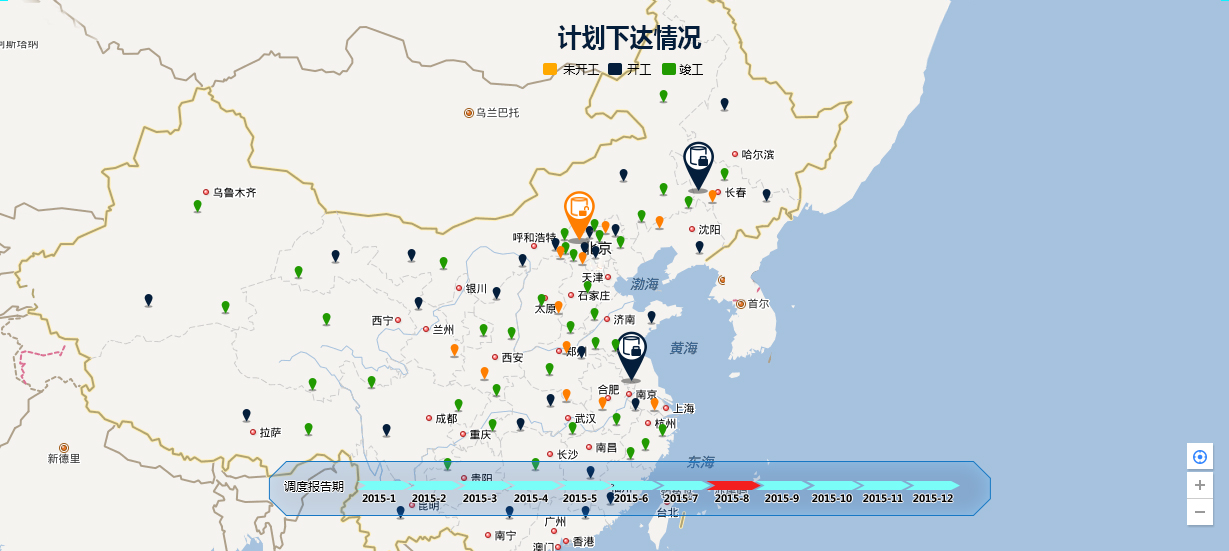 计划下达情况
未开工 开工 竣工
乌兰巴托
哈尔滨
乌鲁木齐
长春
沈阳
呼和浩特
北京
天津
渤海
银川
石家庄
太原
首尔
西宁
兰州
济南
西安
郑州
黄海
合肥
南京
上海
成都
武汉
杭州
拉萨
重庆
南昌
新德里
长沙
东海
贵阳
调度报告期
2015-1 2015-2 2015-3 2015-4 2015-5 2015-6 2015-7 2015-8 2015-9 2015-10 2015-11 2015-12
昆明
台北
广州
南宁
香港
澳门